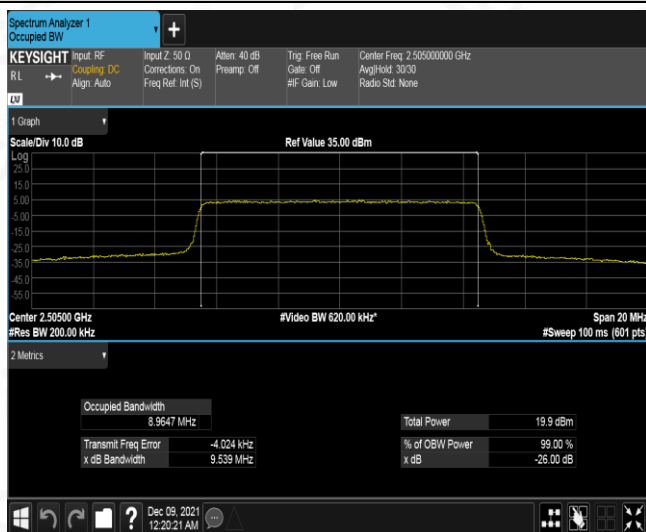 Spectrum Analyzer 1
Occupied BW
+
KEYSIGHT Input: RF Input Z: 50 Ω Atten: 40 dB Trig: Free Run Center Freq: 2.505000000 GHz
RL Coupling: DC Corrections: On Preamp: Off Gate: Off Avg|Hold: 30/30
Align: Auto Freq Ref: Int (S) #IF Gain: Low Radio Std: None
LXI
1 Graph
Scale/Div 10.0 dB Ref Value 35.00 dBm
Log
25.0
15.0
5.00
-5.00
-15.0
-25.0
-35.0
-45.0
-55.0
Center 2.50500 GHz #Video BW 620.00 kHz* Span 20 MHz
#Res BW 200.00 kHz #Sweep 100 ms (601 pts)
2 Metrics
Occupied Bandwidth
8.9647 MHz Total Power 19.9 dBm
Transmit Freq Error -4.024 kHz % of OBW Power 99.00 %
x dB Bandwidth 9.539 MHz x dB -26.00 dB
? Dec 09, 2021
12:20:21 AM